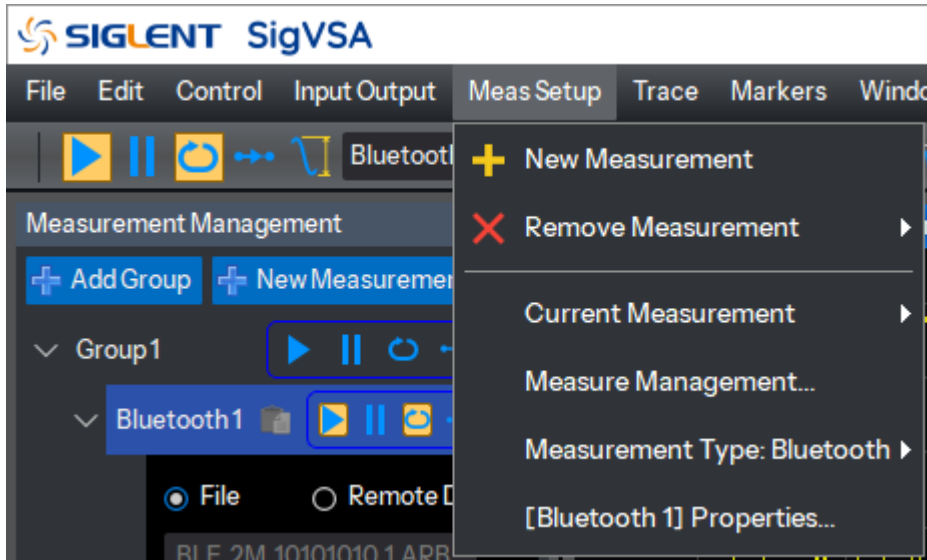 SIGLENT SigVSA
File Edit Control Input Output Meas Setup Trace Markers
New Measurement
Measurement Management
Remove Measurement
Add Group
Group1
Current Measurement
Measure Management...
Bluetooth1
Measurement Type: Bluetooth
File Remote
[Bluetooth 1] Properties...